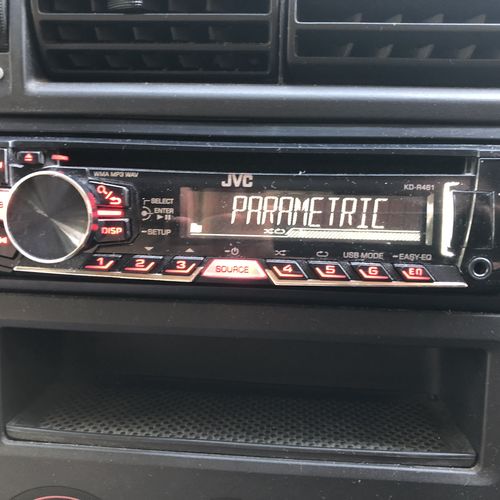 WMA MP3 WAV
JVC
KD-R461
SELECT
ENTER
SETUP
DISP
PARAMETRIC
USB MODE
EASY-EQ
1
2
3
SOURCE
4
5
6